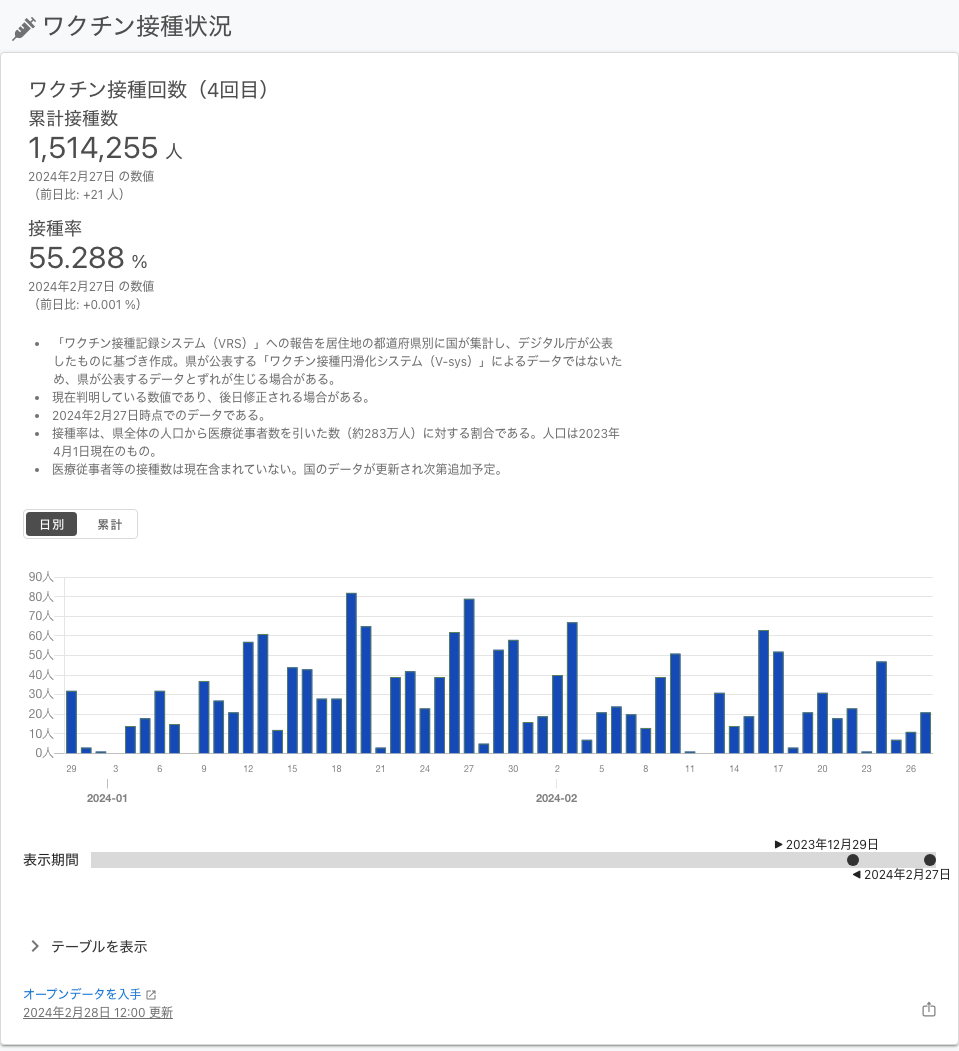 ワクチン接種状況
ワクチン接種回数（4回目）
累計接種数
1,514,255 人
2024年2月27日 の数値
（前日比: +21 人）
接種率
55.288 %
2024年2月27日 の数値
（前日比: +0.001 %）
• 「ワクチン接種記録システム（VRS）」への報告を居住地の都道府県別に国が集計し、デジタル庁が公表
したものに基づき作成。県が公表する「ワクチン接種円滑化システム（V-sys）」によるデータではないた
め、県が公表するデータとずれが生じる場合がある。
• 現在判明している数値であり、後日修正される場合がある。
• 2024年2月27日時点でのデータである。
• 接種率は、県全体の人口から医療従事者数を引いた数（約283万人）に対する割合である。人口は2023年
4月1日現在のもの。
• 医療従事者等の接種数は現在含まれていない。国のデータが更新され次第追加予定。
日別 累計
90人
80人
70人
60人
50人
40人
30人
20人
10人
0人
29 3 6 9 12 15 18 21 24 27 30 2 5 8 11 14 17 20 23 26
2024-01 2024-02
▶ 2023年12月29日
表示期間
◀ 2024年2月27日
テーブルを表示
オープンデータを入手
2024年2月28日 12:00 更新